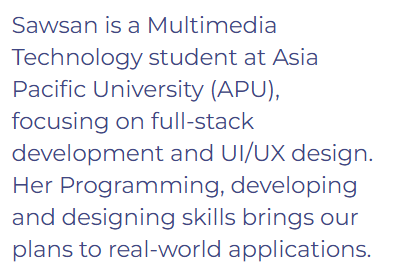 Sawsan is a Multimedia
Technology student at Asia
Pacific University (APU),
focusing on full-stack
development and UI/UX design.
Her Programming, developing
and designing skills brings our
plans to real-world applications.